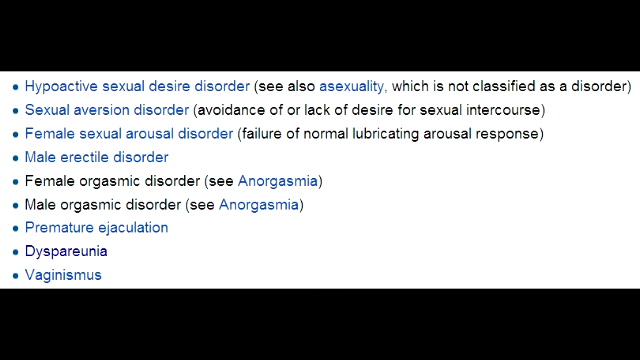 • Hypoactive sexual desire disorder (see also asexuality, which is not classified as a disorder)
• Sexual aversion disorder (avoidance of or lack of desire for sexual intercourse)
• Female sexual arousal disorder (failure of normal lubricating arousal response)
• Male erectile disorder
• Female orgasmic disorder (see Anorgasmia)
• Male orgasmic disorder (see Anorgasmia)
• Premature ejaculation
• Dyspareunia
• Vaginismus